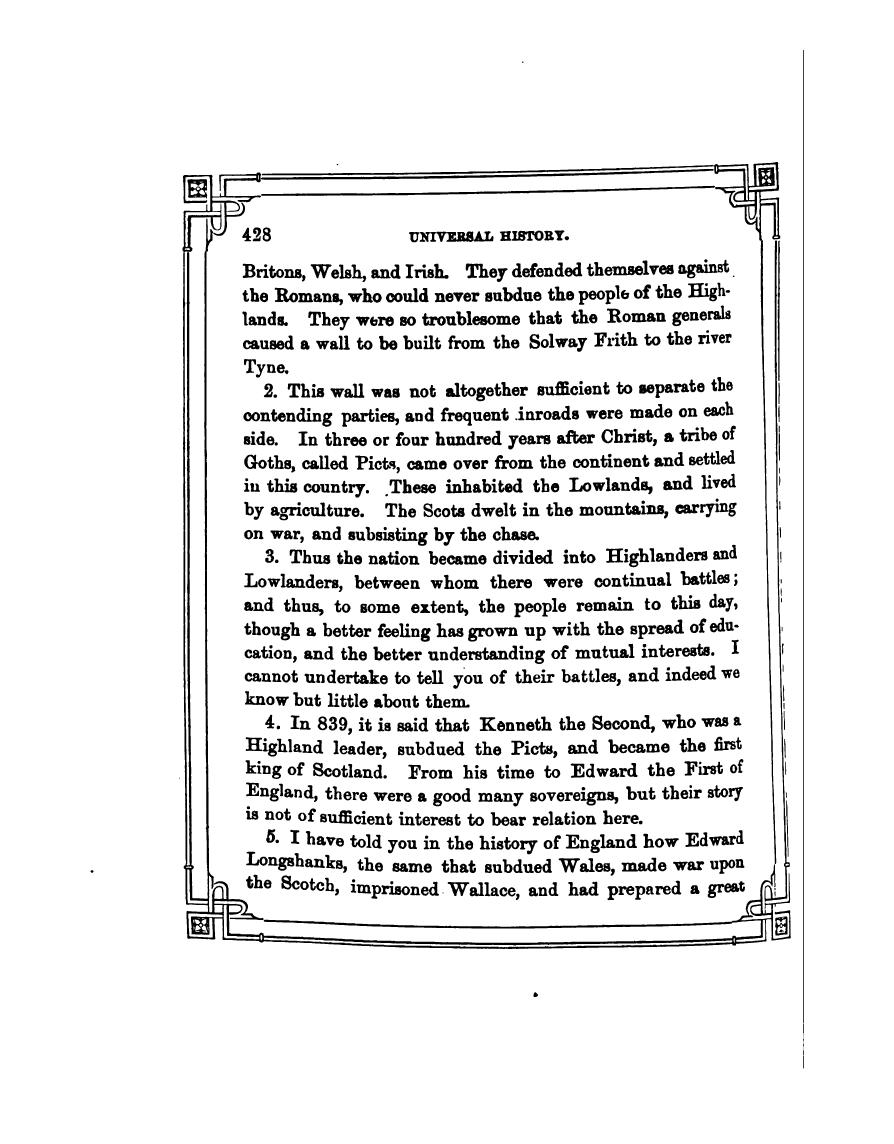 428 UNIVERSAL HISTORY.
Britons, Welsh, and Irish. They defended themselves against
the Romans, who could never subdue the people of the High-
lands. They were so troublesome that the Roman generals
caused a wall to be built from the Solway Frith to the river
Tyne.
2. This wall was not altogether sufficient to separate the
contending parties, and frequent inroads were made on each
side. In three or four hundred years after Christ, a tribe of
Goths, called Picts, came over from the continent and settled
in this country. These inhabited the Lowlands, and lived
by agriculture. The Scots dwelt in the mountains, carrying
on war, and subsisting by the chase.
3. Thus the nation became divided into Highlanders and
Lowlanders, between whom there were continual battles;
and thus, to some extent, the people remain to this day,
though a better feeling has grown up with the spread of edu-
cation, and the better understanding of mutual interests. I
cannot undertake to tell you of their battles, and indeed we
know but little about them.
4. In 839, it is said that Kenneth the Second, who was a
Highland leader, subdued the Picts, and became the first
king of Scotland. From his time to Edward the First of
England, there were a good many sovereigns, but their story
is not of sufficient interest to bear relation here.
5. I have told you in the history of England how Edward
Longshanks, the same that subdued Wales, made war upon
the Scotch, imprisoned Wallace, and had prepared a great